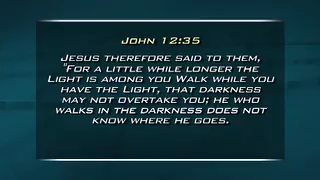 John 12:35
Jesus therefore said to them,
"For a little while longer the
Light is among you Walk while you
have the Light, that darkness
may not overtake you; he who
walks in the darkness does not
know where he goes.